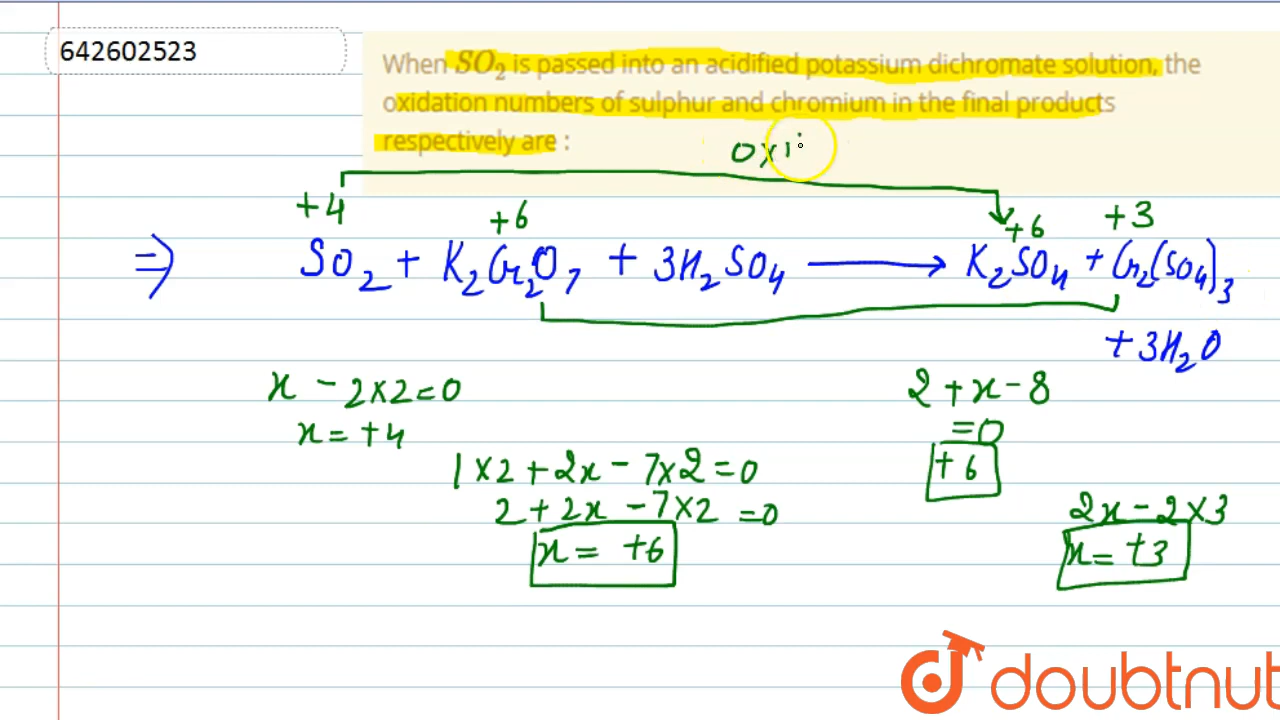 642602523
When SO₂ is passed into an acidified potassium dichromate solution, the
oxidation numbers of sulphur and chromium in the final products
respectively are :
oxi
+4 +6 +6 +3
⇒ SO₂ + K₂Cr₂O₇ + 3H₂SO₄ ⟶ K₂SO₄ + Cr₂(SO₄)₃
+ 3H₂O
x - 2×2=0
x = +4
1×2 + 2x - 7×2 = 0
2 + 2x - 7×2 = 0
x = +6
2 + x - 8
= 0
+6
2x - 2×3
x = +3
doubtnut